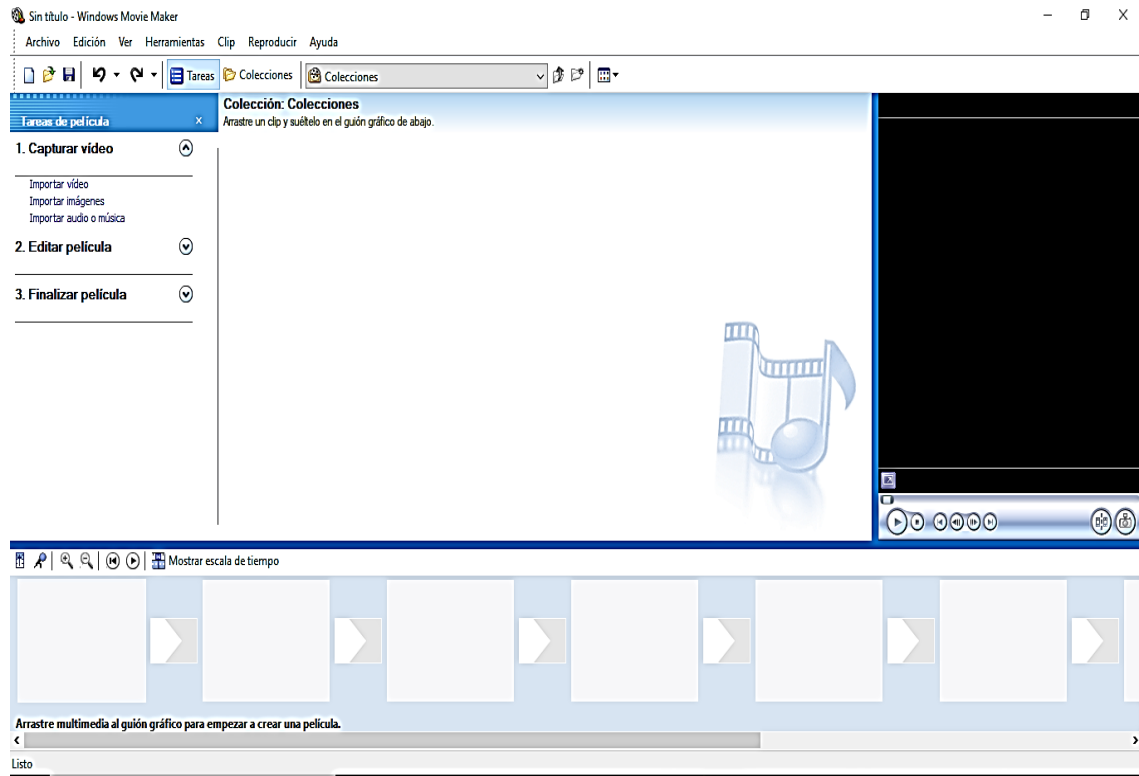 Sin título - Windows Movie Maker
Archivo Edición Ver Herramientas Clip Reproducir Ayuda
Tareas Colecciones Colecciones
Tareas de película x
Colección: Colecciones
Arrastre un clip y suéltelo en el guión gráfico de abajo.
1. Capturar vídeo
Importar vídeo
Importar imágenes
Importar audio o música
2. Editar película
3. Finalizar película
Mostrar escala de tiempo
Arrastre multimedia al guión gráfico para empezar a crear una película.
Listo